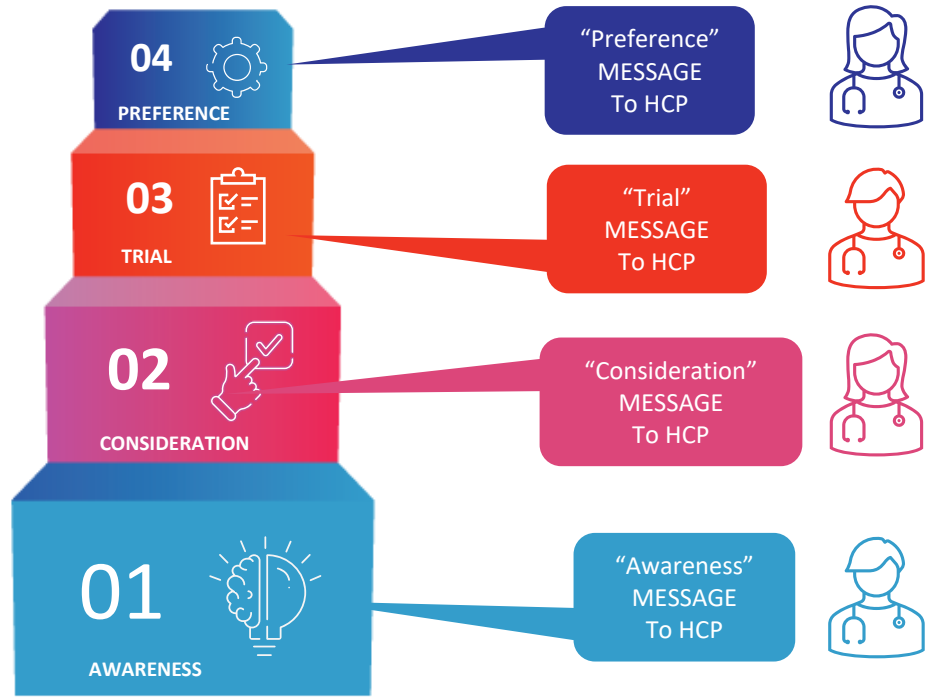 04
PREFERENCE
“Preference”
MESSAGE
To HCP
03
TRIAL
“Trial”
MESSAGE
To HCP
02
CONSIDERATION
“Consideration”
MESSAGE
To HCP
01
AWARENESS
“Awareness”
MESSAGE
To HCP